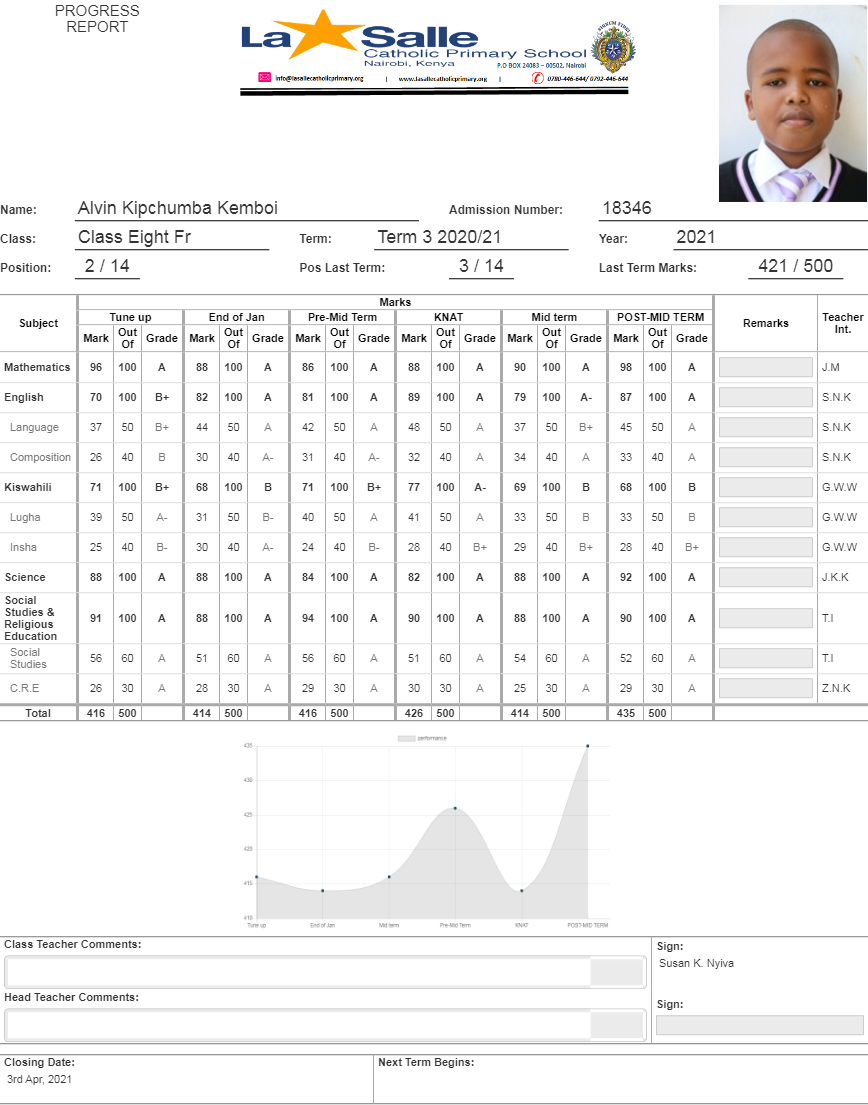 PROGRESS
REPORT
La Salle
Catholic Primary School
Nairobi, Kenya
P.O BOX 24083 – 00502, Nairobi
info@lasallecatholicprimary.org | www.lasallecatholicprimary.org | 0780-446-644/ 0792-446-644
Name: Alvin Kipchumba Kemboi Admission Number: 18346
Class: Class Eight Fr Term: Term 3 2020/21 Year: 2021
Position: 2 / 14 Pos Last Term: 3 / 14 Last Term Marks: 421 / 500
Subject Marks Remarks Teacher Int.
Tune up End of Jan Pre-Mid Term KNAT Mid term POST-MID TERM
Mark Out Of Grade Mark Out Of Grade Mark Out Of Grade Mark Out Of Grade Mark Out Of Grade Mark Out Of Grade
Mathematics 96 100 A 88 100 A 86 100 A 88 100 A 90 100 A 98 100 A J.M
English 70 100 B+ 82 100 A 81 100 A 89 100 A 79 100 A- 87 100 A S.N.K
Language 37 50 B+ 44 50 A 42 50 A 48 50 A 37 50 B+ 45 50 A S.N.K
Composition 26 40 B 30 40 A- 31 40 A- 32 40 A 34 40 A 33 40 A S.N.K
Kiswahili 71 100 B+ 68 100 B 71 100 B+ 77 100 A- 69 100 B 68 100 B G.W.W
Lugha 39 50 A- 31 50 B- 40 50 A 41 50 A 33 50 B 33 50 B G.W.W
Insha 25 40 B- 30 40 A- 24 40 B- 28 40 B+ 29 40 B+ 28 40 B+ G.W.W
Science 88 100 A 88 100 A 84 100 A 82 100 A 88 100 A 92 100 A J.K.K
Social
Studies &
Religious
Education 91 100 A 88 100 A 94 100 A 90 100 A 88 100 A 90 100 A T.I
Social
Studies 56 60 A 51 60 A 56 60 A 51 60 A 54 60 A 52 60 A T.I
C.R.E 26 30 A 28 30 A 29 30 A 30 30 A 25 30 A 29 30 A Z.N.K
Total 416 500 414 500 416 500 426 500 414 500 435 500
performance
435
430
425
420
415
410
Tune up End of Jan Mid term Pre-Mid Term KNAT POST-MID TERM
Class Teacher Comments: Sign:
Susan K. Nyiva
Head Teacher Comments: Sign:
Closing Date: Next Term Begins:
3rd Apr, 2021